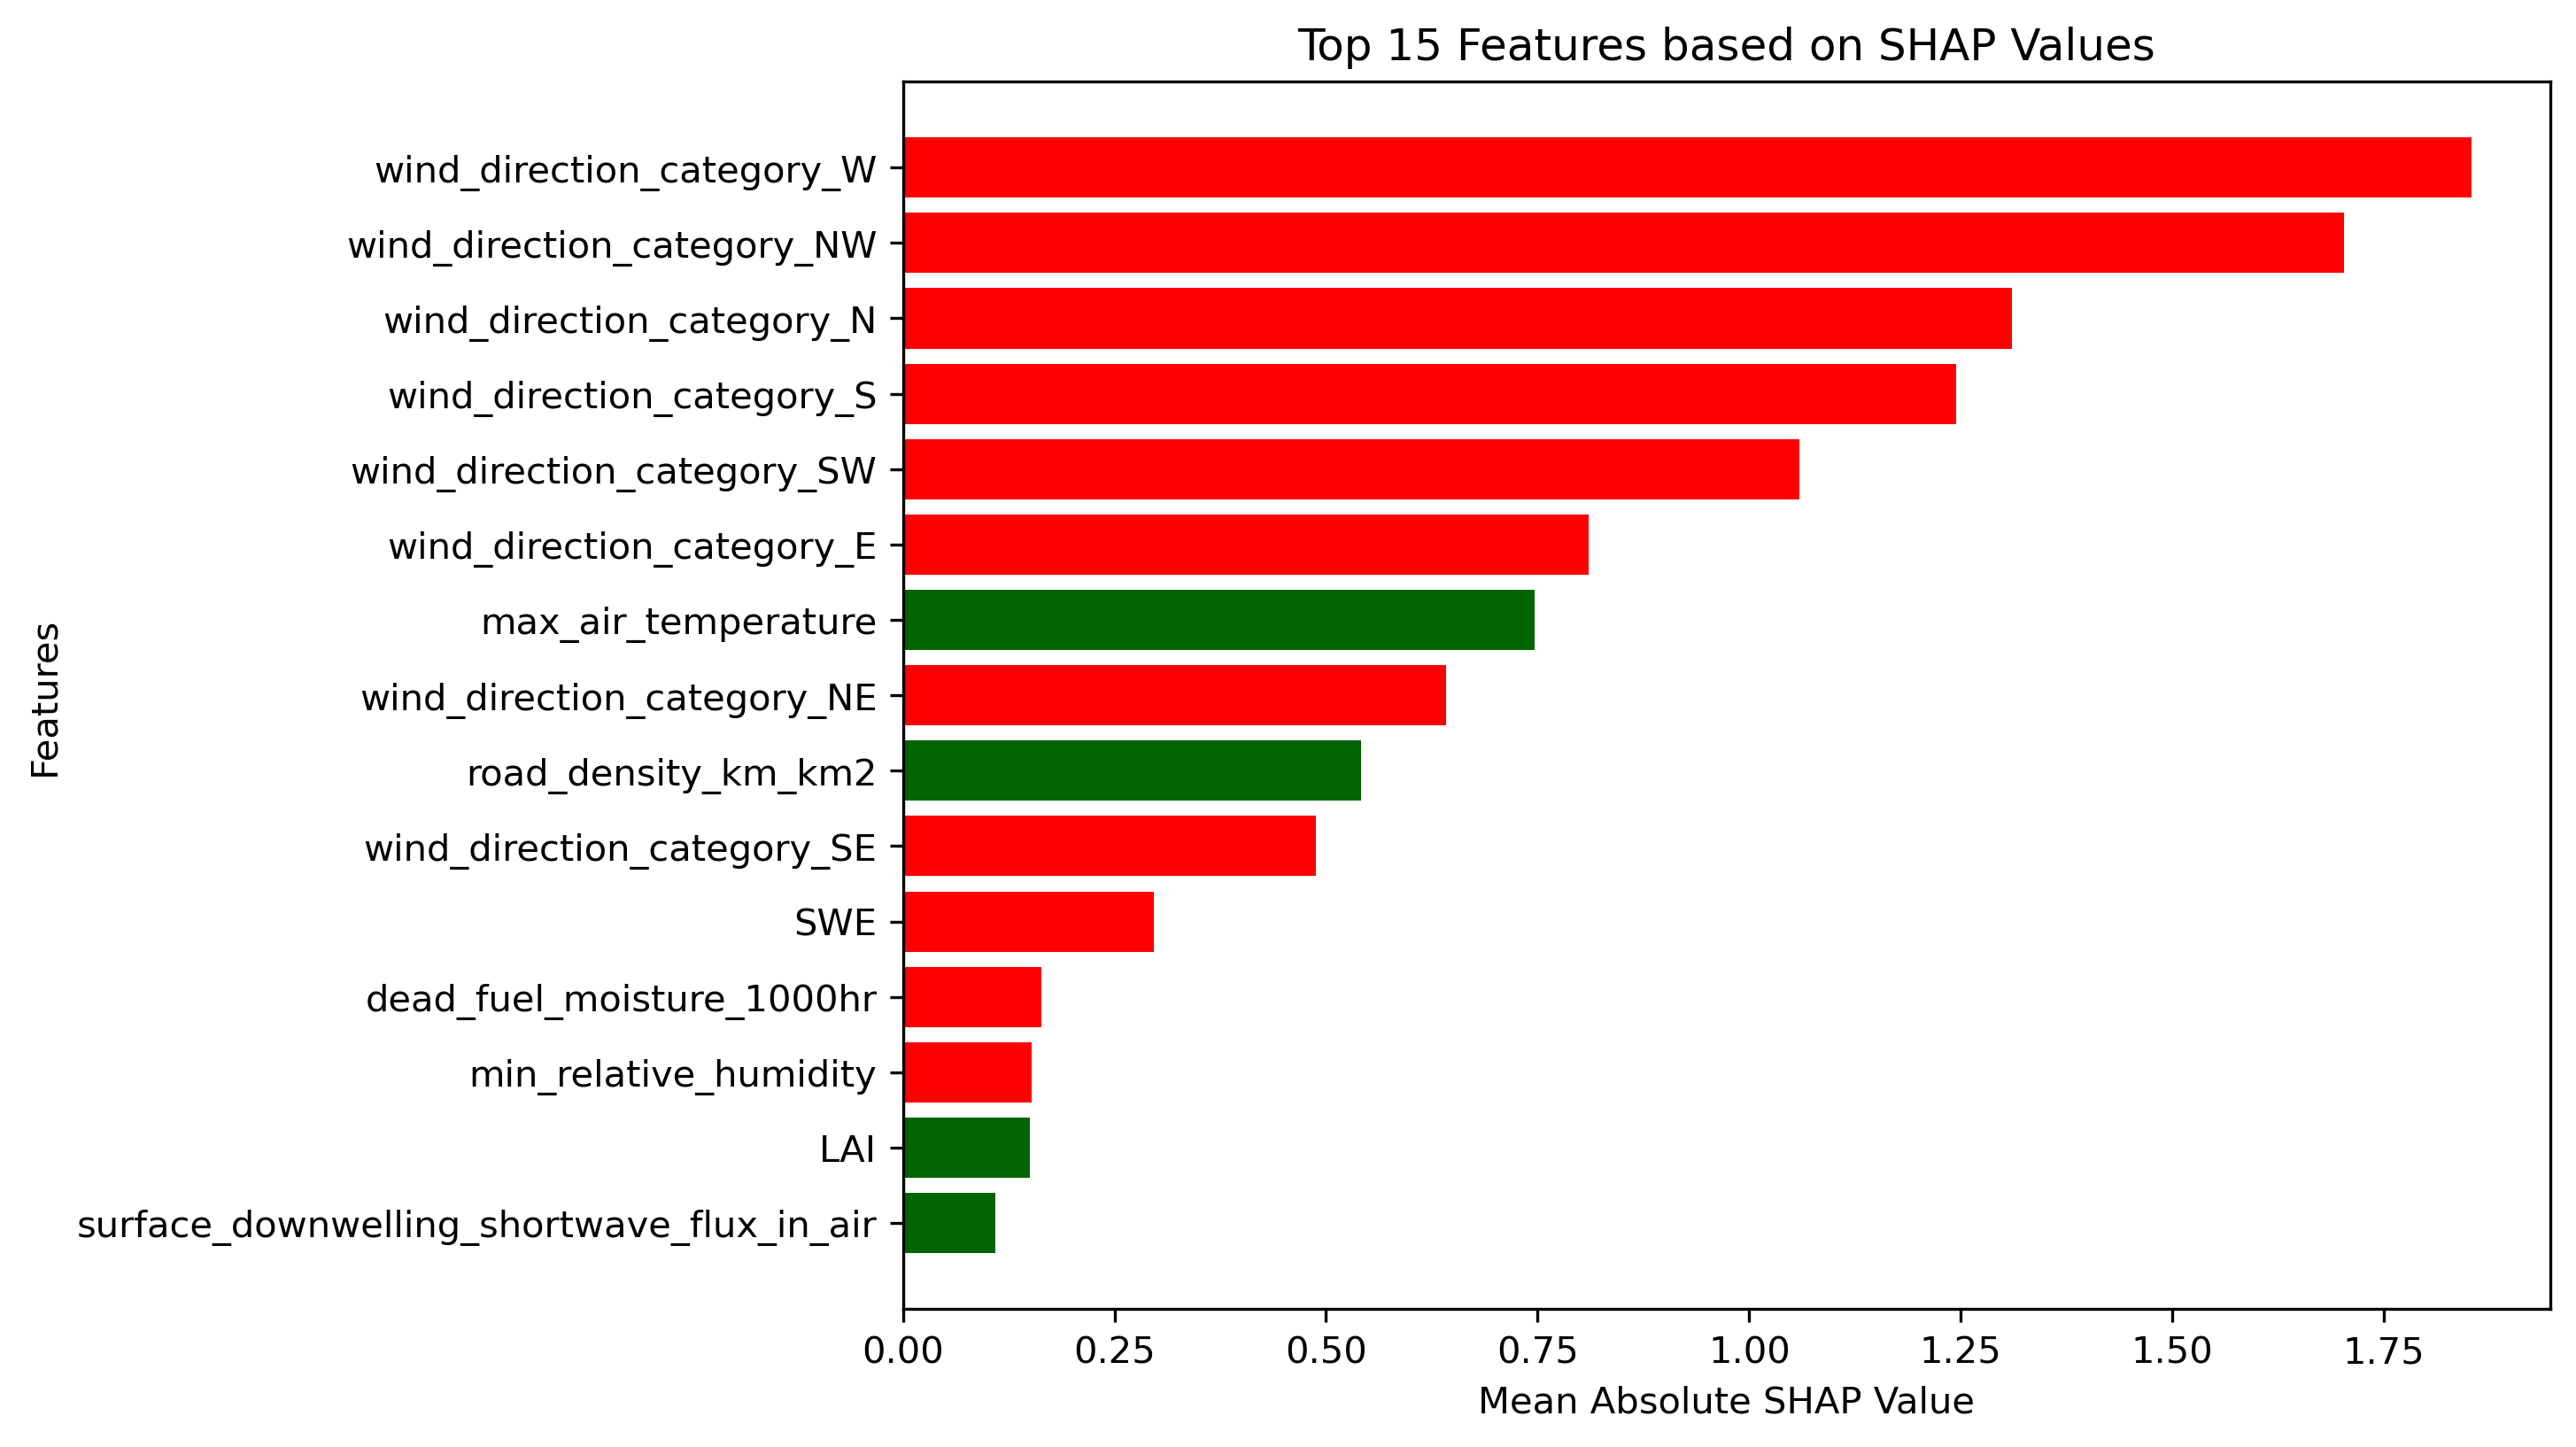 Top 15 Features based on SHAP Values
Features
wind_direction_category_W
wind_direction_category_NW
wind_direction_category_N
wind_direction_category_S
wind_direction_category_SW
wind_direction_category_E
max_air_temperature
wind_direction_category_NE
road_density_km_km2
wind_direction_category_SE
SWE
dead_fuel_moisture_1000hr
min_relative_humidity
LAI
surface_downwelling_shortwave_flux_in_air
0.00 0.25 0.50 0.75 1.00 1.25 1.50 1.75
Mean Absolute SHAP Value